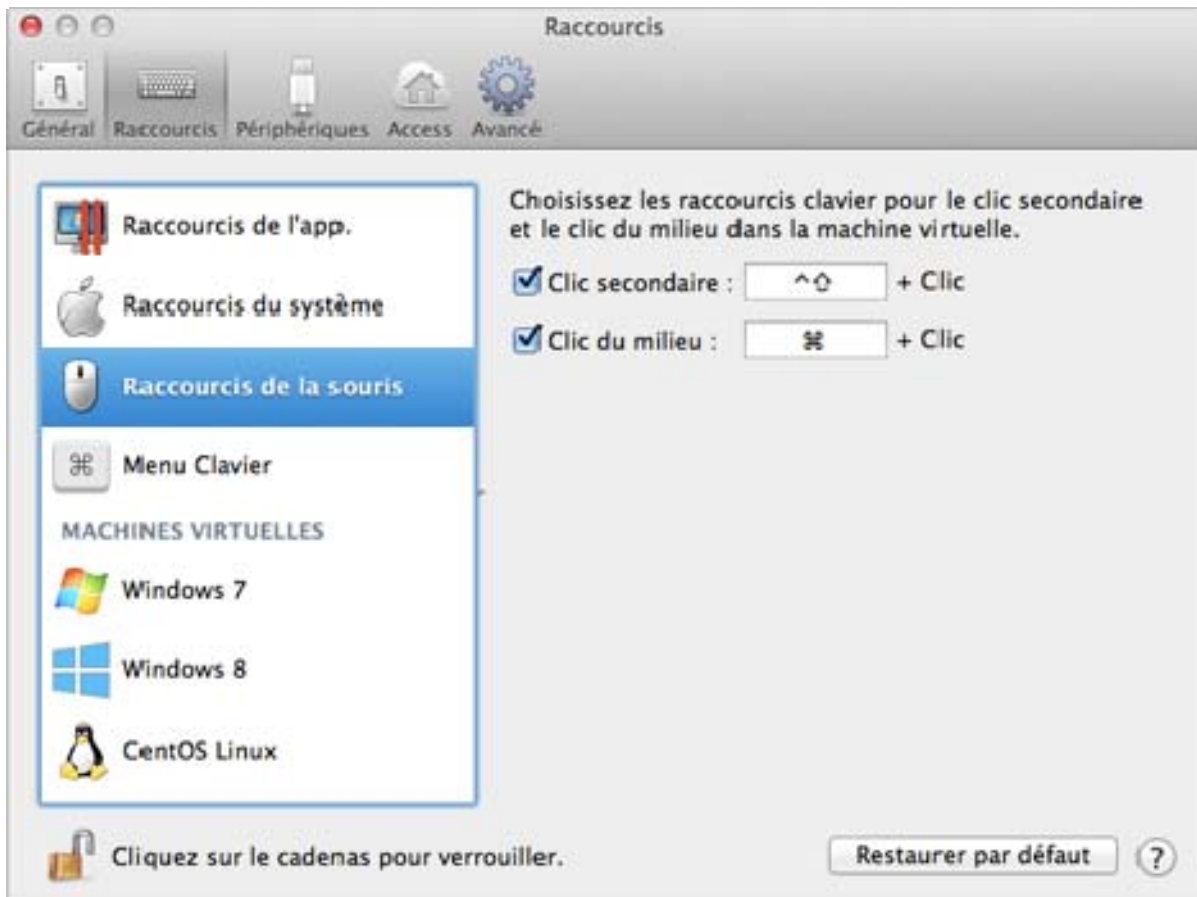 Raccourcis
Général Raccourcis Périphériques Access Avancé
Raccourcis de l'app.
Raccourcis du système
Raccourcis de la souris
⌘ Menu Clavier
MACHINES VIRTUELLES
Windows 7
Windows 8
CentOS Linux
Choisissez les raccourcis clavier pour le clic secondaire
et le clic du milieu dans la machine virtuelle.
Clic secondaire : ^⇧ + Clic
Clic du milieu : ⌘ + Clic
Cliquez sur le cadenas pour verrouiller.
Restaurer par défaut ?